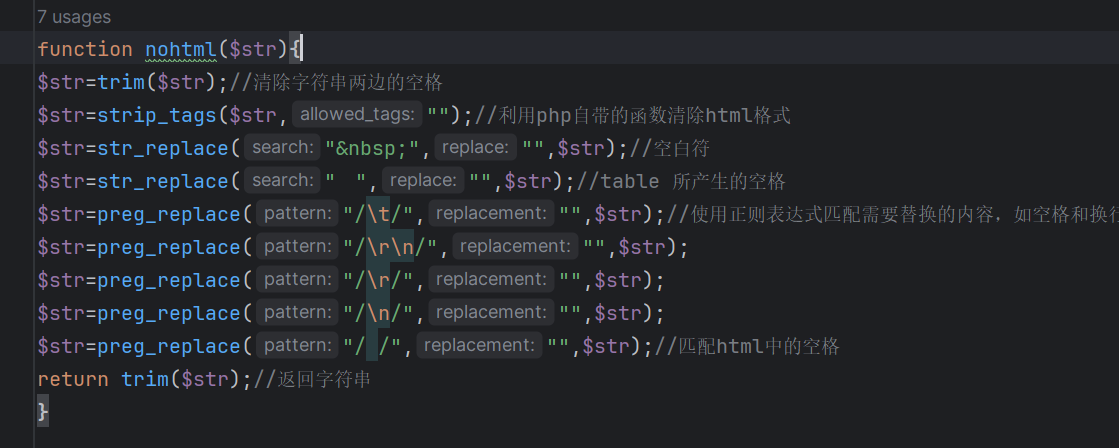 7 usages
function nohtml($str){
$str=trim($str);//清除字符串两边的空格
$str=strip_tags($str, allowed_tags: "");//利用php自带的函数清除html格式
$str=str_replace( search: "&nbsp;", replace: "",$str);//空白符
$str=str_replace( search: "  ", replace: "",$str);//table 所产生的空格
$str=preg_replace( pattern: "/\t/", replacement: "",$str);//使用正则表达式匹配需要替换的内容，如空格和换行
$str=preg_replace( pattern: "/\r\n/", replacement: "",$str);
$str=preg_replace( pattern: "/\r/", replacement: "",$str);
$str=preg_replace( pattern: "/\n/", replacement: "",$str);
$str=preg_replace( pattern: "/ /", replacement: "",$str);//匹配html中的空格
return trim($str);//返回字符串
}